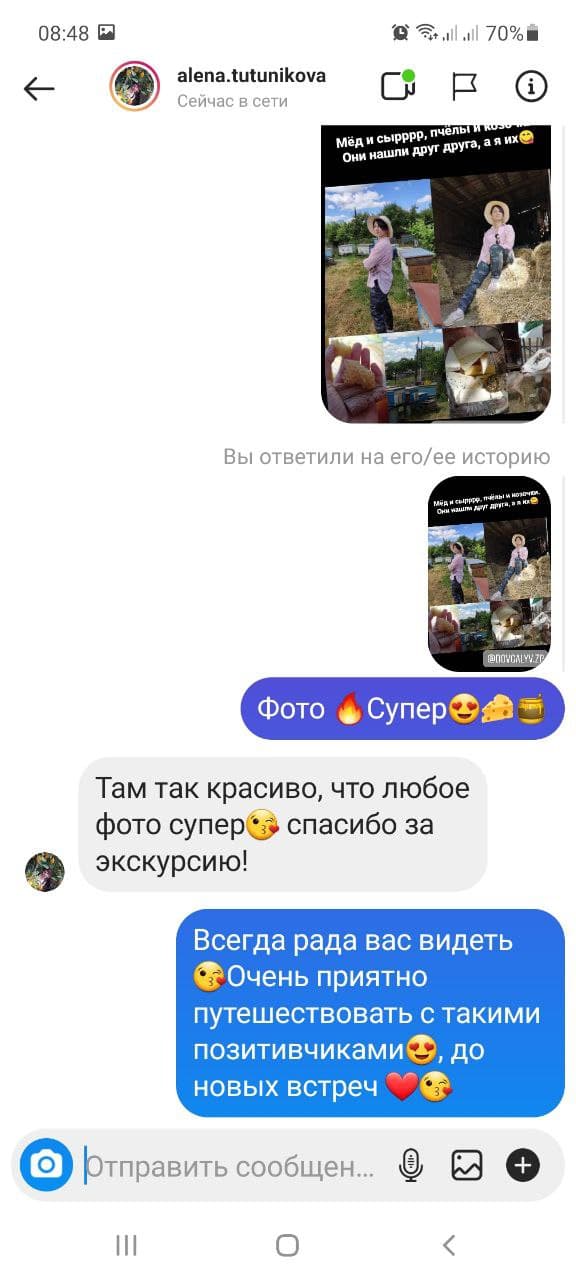 08:48
70%
alena.tutunikova
Сейчас в сети
Мёд и сырррр, пчёлы и козочки.
Они нашли друг друга, а я их😋
Вы ответили на его/ее историю
Мёд и сырррр, пчёлы и козочки.
Они нашли друг друга, а я их😋
@DOVGALYV.ZP
Фото 🔥Супер😍🧀🍯
Там так красиво, что любое
фото супер😘 спасибо за
экскурсию!
Всегда рада вас видеть
😘Очень приятно
путешествовать с такими
позитивчиками😍, до
новых встреч ❤️😘
Отправить сообщен...